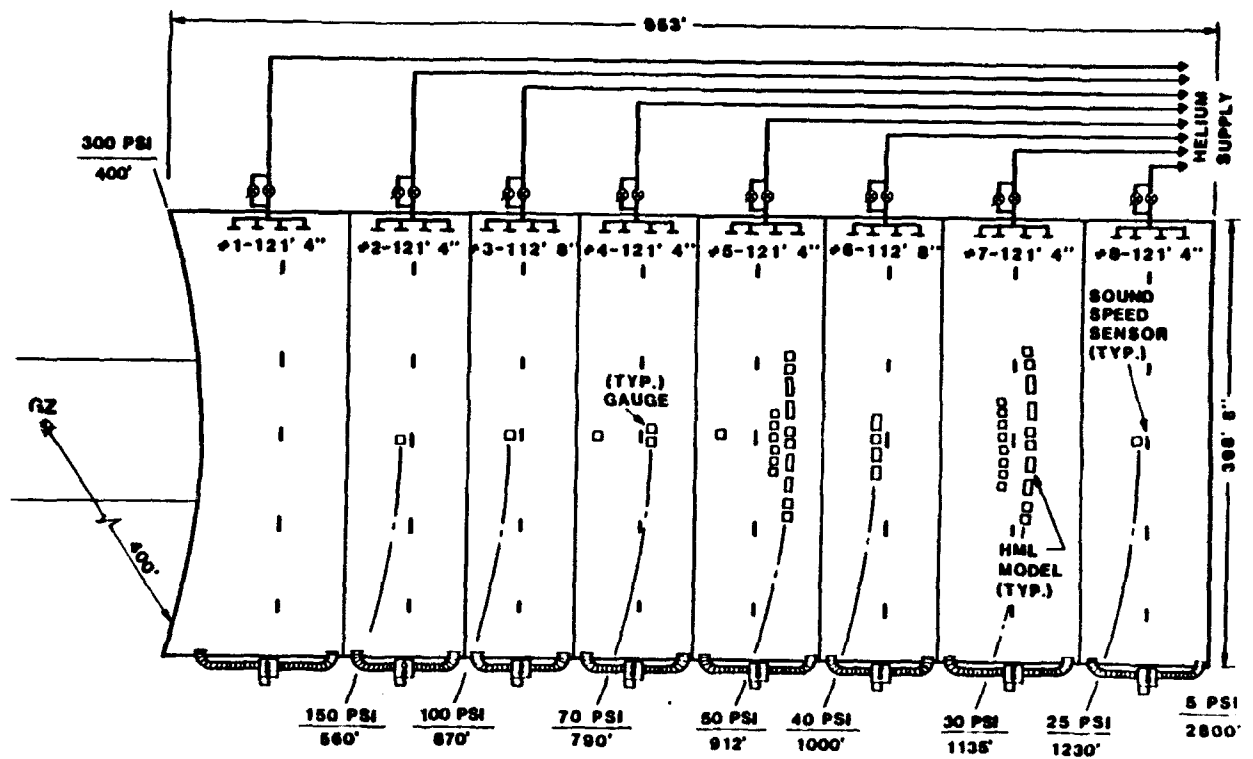 953'
HELIUM SUPPLY
300 PSI
400'
#1-121' 4"
#2-121' 4"
#3-112' 8"
#4-121' 4"
#5-121' 4"
#6-112' 8"
#7-121' 4"
#8-121' 4"
SOUND
SPEED
SENSOR
(TYP.)
(TYP.)
GAUGE
GZ
400'
398' 8"
HML
MODEL
(TYP.)
150 PSI
560'
100 PSI
670'
70 PSI
790'
50 PSI
912'
40 PSI
1000'
30 PSI
1135'
25 PSI
1230'
5 PSI
2800'